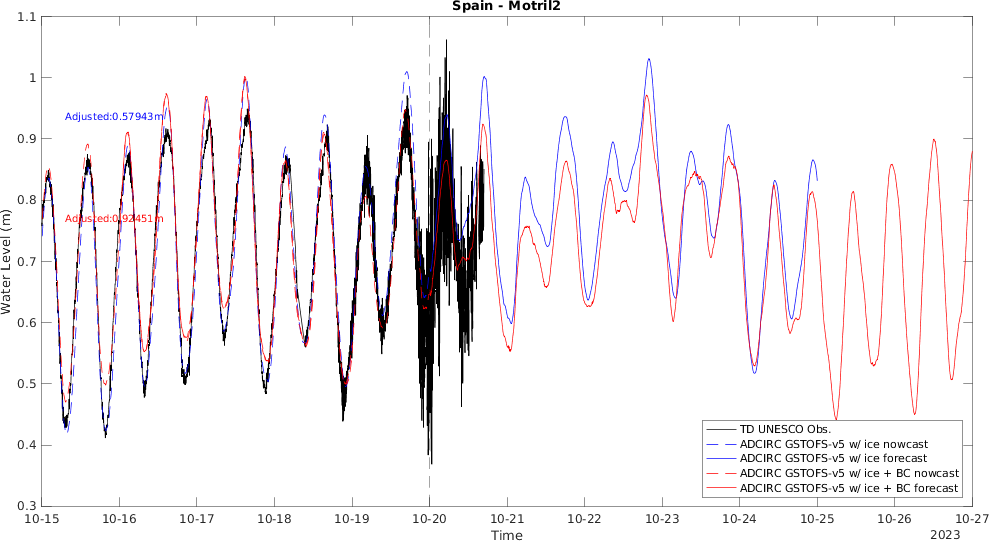 Spain - Motril2
1.1
1
0.9
0.8
0.7
0.6
0.5
0.4
0.3
Water Level (m)
Adjusted:0.57943m
Adjusted:0.92451m
TD UNESCO Obs.
ADCIRC GSTOFS-v5 w/ ice nowcast
ADCIRC GSTOFS-v5 w/ ice forecast
ADCIRC GSTOFS-v5 w/ ice + BC nowcast
ADCIRC GSTOFS-v5 w/ ice + BC forecast
10-15 10-16 10-17 10-18 10-19 10-20 10-21 10-22 10-23 10-24 10-25 10-26 10-27
Time
2023